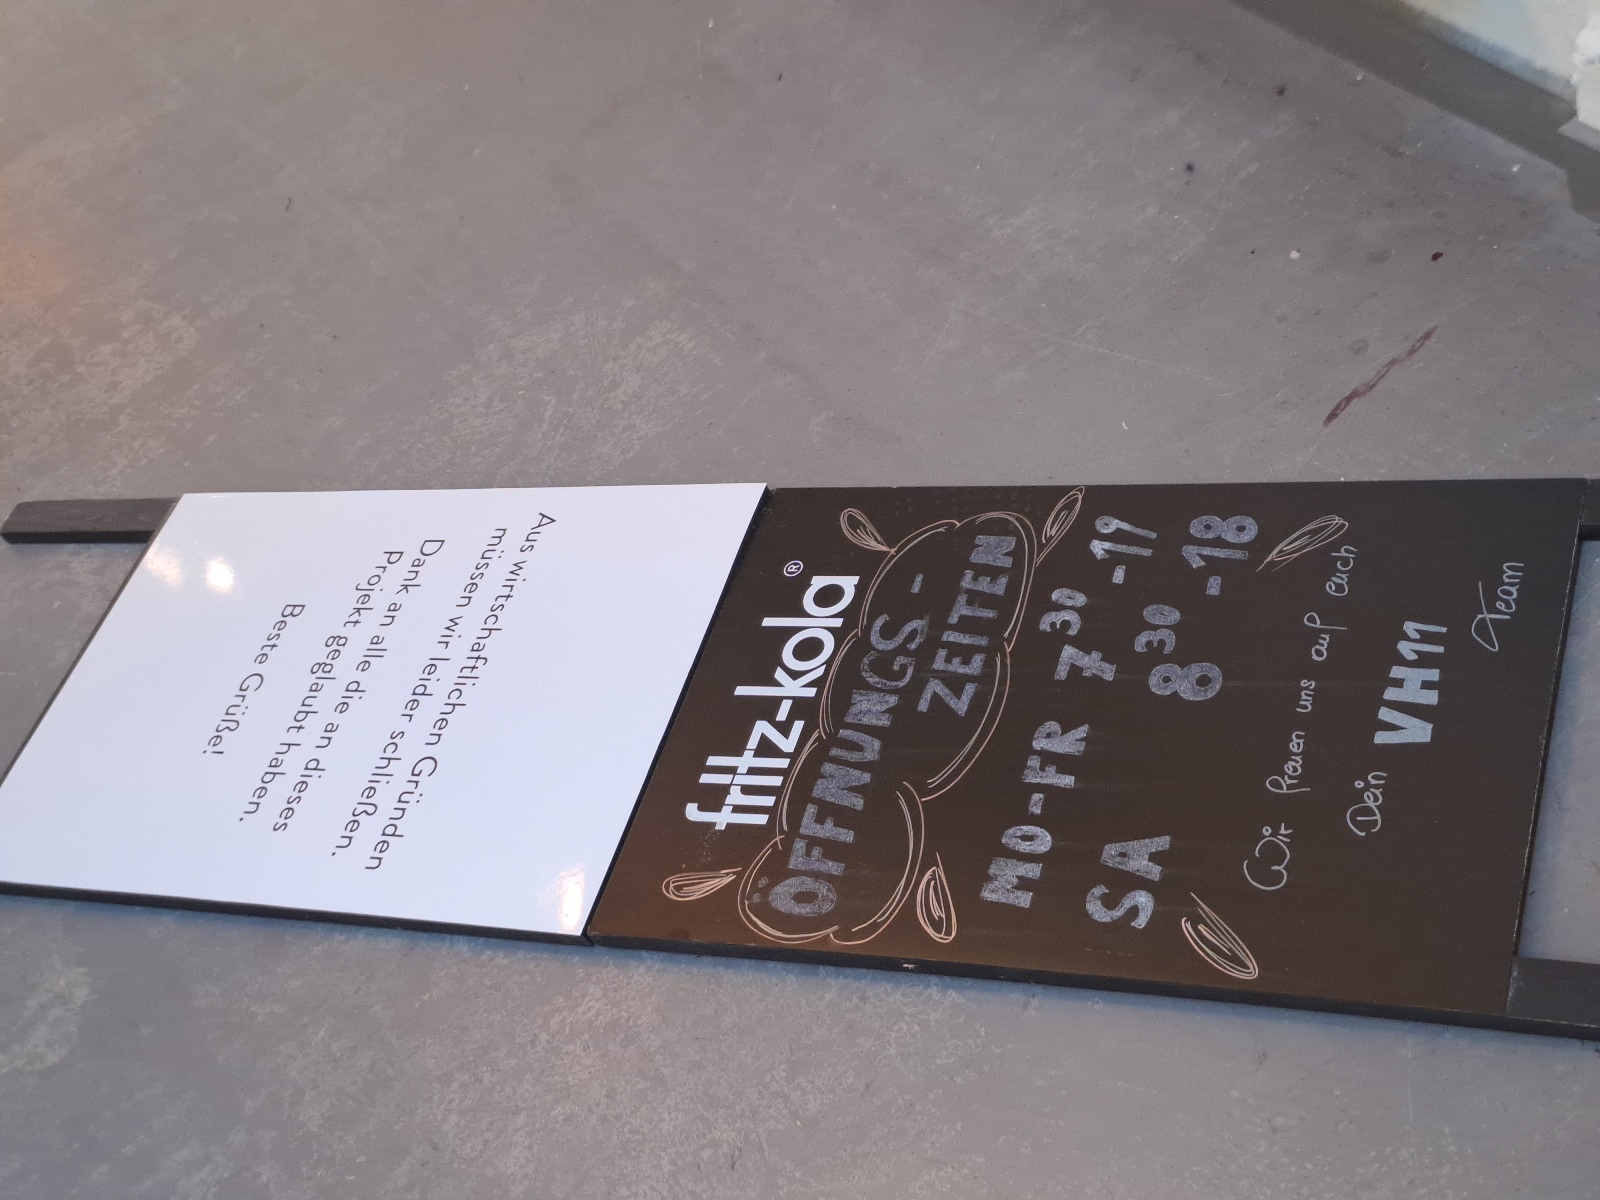 Aus wirtschaftlichen Gründen
müssen wir leider schließen.
Dank an alle die an dieses
Projekt geglaubt haben.
Beste Grüße!
fritz-kola®
ÖFFNUNGS-
ZEITEN
MO-FR 7³⁰ -19
SA 8³⁰ -18
Wir freuen uns auf euch
Dein VH11
Team